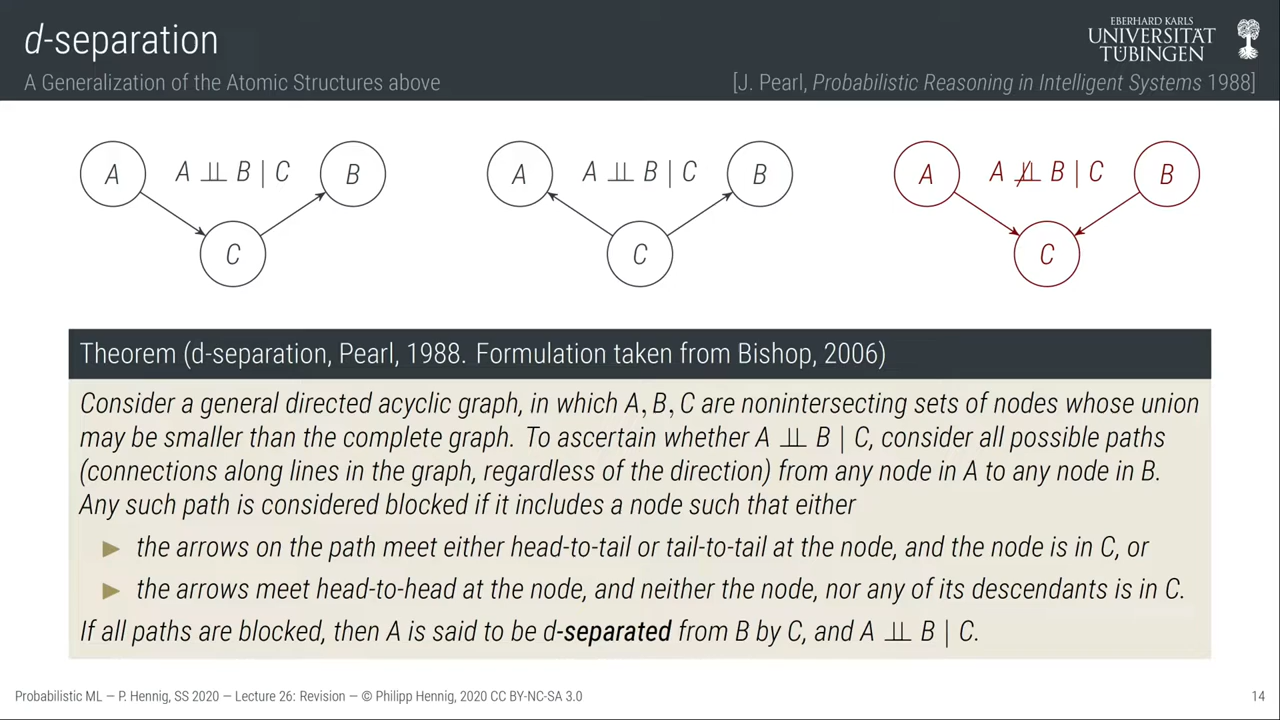 d-separation
A Generalization of the Atomic Structures above
[J. Pearl, Probabilistic Reasoning in Intelligent Systems 1988]
EBERHARD KARLS
UNIVERSITÄT
TÜBINGEN
A A ⫫ B | C B
C
A A ⫫ B | C B
C
A A ⫫̸ B | C B
C
Theorem (d-separation, Pearl, 1988. Formulation taken from Bishop, 2006)
Consider a general directed acyclic graph, in which A, B, C are nonintersecting sets of nodes whose union
may be smaller than the complete graph. To ascertain whether A ⫫ B | C, consider all possible paths
(connections along lines in the graph, regardless of the direction) from any node in A to any node in B.
Any such path is considered blocked if it includes a node such that either
▶ the arrows on the path meet either head-to-tail or tail-to-tail at the node, and the node is in C, or
▶ the arrows meet head-to-head at the node, and neither the node, nor any of its descendants is in C.
If all paths are blocked, then A is said to be d-separated from B by C, and A ⫫ B | C.
Probabilistic ML — P. Hennig, SS 2020 — Lecture 26: Revision — © Philipp Hennig, 2020 CC BY-NC-SA 3.0
14